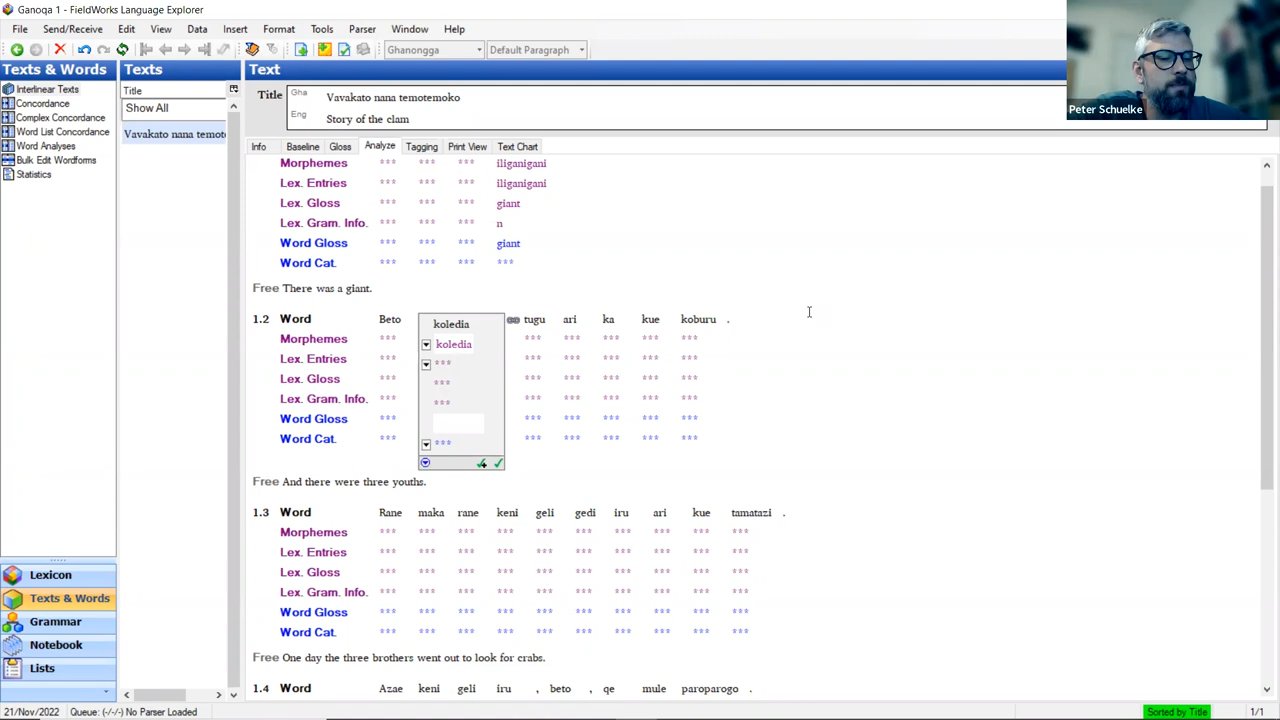 Ganoqa 1 - FieldWorks Language Explorer
File Send/Receive Edit View Data Insert Format Tools Parser Window Help
Ghanongga Default Paragraph
Texts & Words
Interlinear Texts
Concordance
Complex Concordance
Word List Concordance
Word Analyses
Bulk Edit Wordforms
Statistics
Texts
Title
Show All
Vavakato nana temot
Text
Title Gha Vavakato nana temotemoko
Eng Story of the clam
Info Baseline Gloss Analyze Tagging Print View Text Chart
Morphemes *** *** *** iliganigani
Lex. Entries *** *** *** iliganigani
Lex. Gloss *** *** *** giant
Lex. Gram. Info. *** *** *** n
Word Gloss *** *** *** giant
Word Cat. *** *** *** ***
Free There was a giant.
1.2 Word Beto koledia tugu ari ka kue koburu .
Morphemes *** koledia *** *** *** *** ***
Lex. Entries *** *** *** *** *** *** ***
Lex. Gloss *** *** *** *** *** *** ***
Lex. Gram. Info. *** *** *** *** *** *** ***
Word Gloss *** *** *** *** *** ***
Word Cat. *** *** *** *** *** *** ***
Free And there were three youths.
1.3 Word Rane maka rane keni geli gedi iru ari kue tamatazi .
Morphemes *** *** *** *** *** *** *** *** *** ***
Lex. Entries *** *** *** *** *** *** *** *** *** ***
Lex. Gloss *** *** *** *** *** *** *** *** *** ***
Lex. Gram. Info. *** *** *** *** *** *** *** *** *** ***
Word Gloss *** *** *** *** *** *** *** *** *** ***
Word Cat. *** *** *** *** *** *** *** *** *** ***
Free One day the three brothers went out to look for crabs.
1.4 Word Azae keni geli iru , beto , qe mule paroparogo .
Lexicon
Texts & Words
Grammar
Notebook
Lists
21/Nov/2022 Queue: (-/-/-) No Parser Loaded
Sorted by Title 1/1
Peter Schuelke